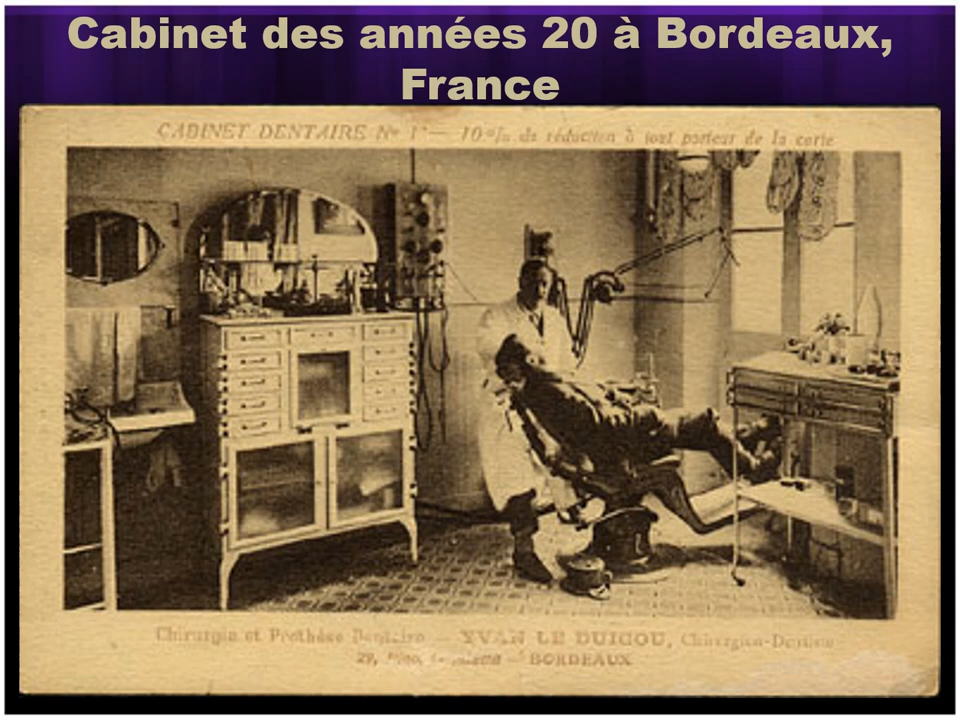 Cabinet des années 20 à Bordeaux,
France
CABINET DENTAIRE Nº 1 — 10 º/o de réduction à tout porteur de la carte
Chirurgie et Prothèse Dentaire — YVAN LE DUIGOU, Chirurgien-Dentiste
29, — BORDEAUX